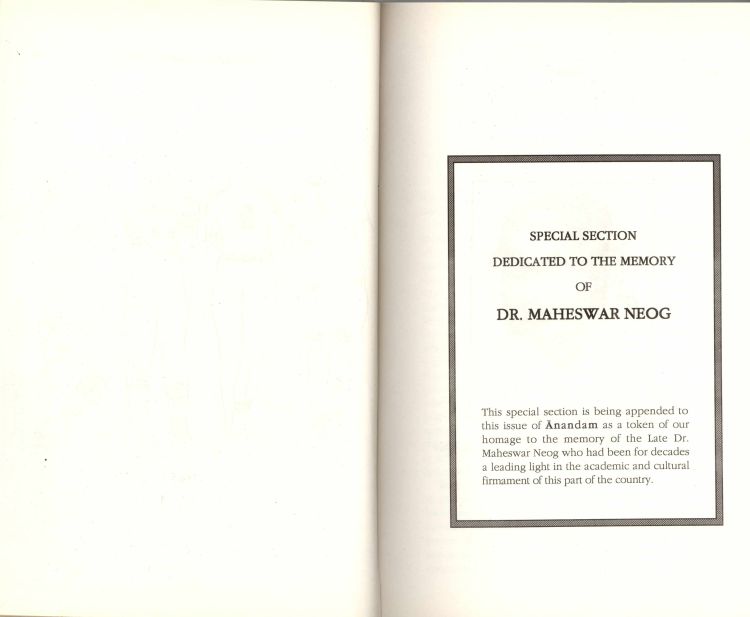 SPECIAL SECTION
DEDICATED TO THE MEMORY
OF
DR. MAHESWAR NEOG
This special section is being appended to
this issue of Ānandam as a token of our
homage to the memory of the Late Dr.
Maheswar Neog who had been for decades
a leading light in the academic and cultural
firmament of this part of the country.